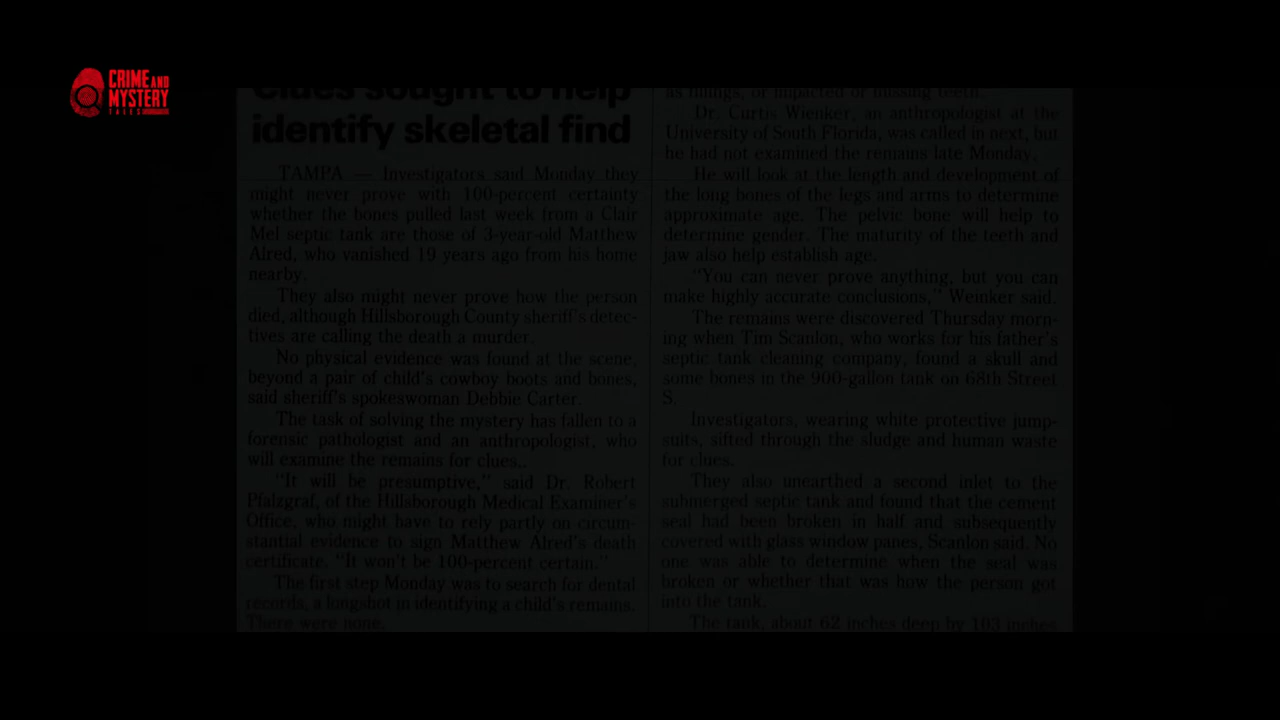 CRIME AND
MYSTERY
TALES
Clues sought to help
identify skeletal find
TAMPA — Investigators said Monday they
might never prove with 100-percent certainty
whether the bones pulled last week from a Clair
Mel septic tank are those of 3-year-old Matthew
Alred, who vanished 19 years ago from his home
nearby.
They also might never prove how the person
died, although Hillsborough County sheriff's detec-
tives are calling the death a murder.
No physical evidence was found at the scene,
beyond a pair of child's cowboy boots and bones,
said sheriff's spokeswoman Debbie Carter.
The task of solving the mystery has fallen to a
forensic pathologist and an anthropologist, who
will examine the remains for clues..
"It will be presumptive," said Dr. Robert
Pfalzgraf, of the Hillsborough Medical Examiner's
Office, who might have to rely partly on circum-
stantial evidence to sign Matthew Alred's death
certificate. "It won't be 100-percent certain."
The first step Monday was to search for dental
records, a longshot in identifying a child's remains.
There were none.
as fillings, or impacted or missing teeth.
Dr. Curtis Wienker, an anthropologist at the
University of South Florida, was called in next, but
he had not examined the remains late Monday.
He will look at the length and development of
the long bones of the legs and arms to determine
approximate age. The pelvic bone will help to
determine gender. The maturity of the teeth and
jaw also help establish age.
"You can never prove anything, but you can
make highly accurate conclusions," Weinker said.
The remains were discovered Thursday morn-
ing when Tim Scanlon, who works for his father's
septic tank cleaning company, found a skull and
some bones in the 900-gallon tank on 68th Street
S.
Investigators, wearing white protective jump-
suits, sifted through the sludge and human waste
for clues.
They also unearthed a second inlet to the
submerged septic tank and found that the cement
seal had been broken in half and subsequently
covered with glass window panes, Scanlon said. No
one was able to determine when the seal was
broken or whether that was how the person got
into the tank.
The tank, about 62 inches deep by 103 inches